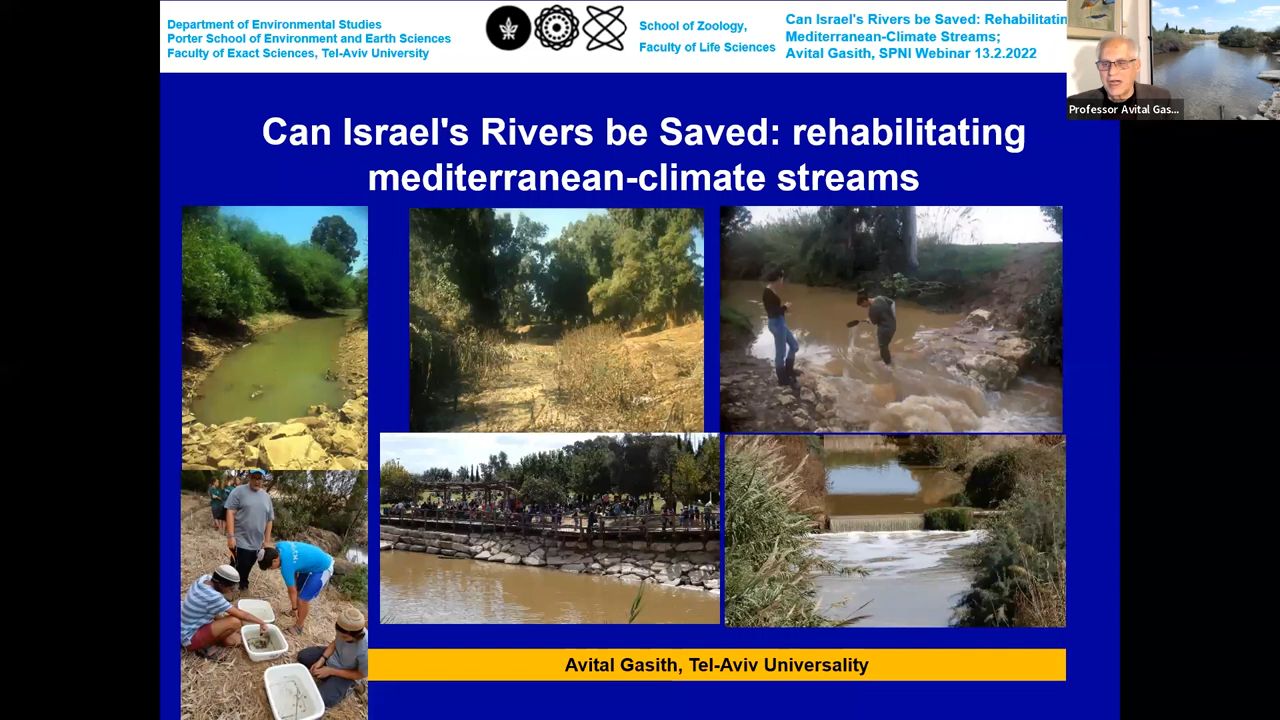 Department of Environmental Studies
Porter School of Environment and Earth Sciences
Faculty of Exact Sciences, Tel-Aviv University
School of Zoology,
Faculty of Life Sciences
Can Israel's Rivers be Saved: Rehabilitatin
Mediterranean-Climate Streams;
Avital Gasith, SPNI Webinar 13.2.2022
Professor Avital Gas...
Can Israel's Rivers be Saved: rehabilitating
mediterranean-climate streams
Avital Gasith, Tel-Aviv Universality